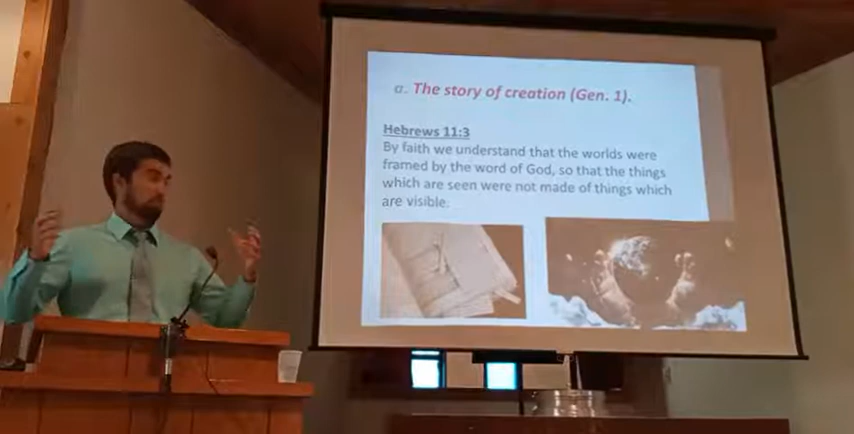 a. The story of creation (Gen. 1).
Hebrews 11:3
By faith we understand that the worlds were
framed by the word of God, so that the things
which are seen were not made of things which
are visible.